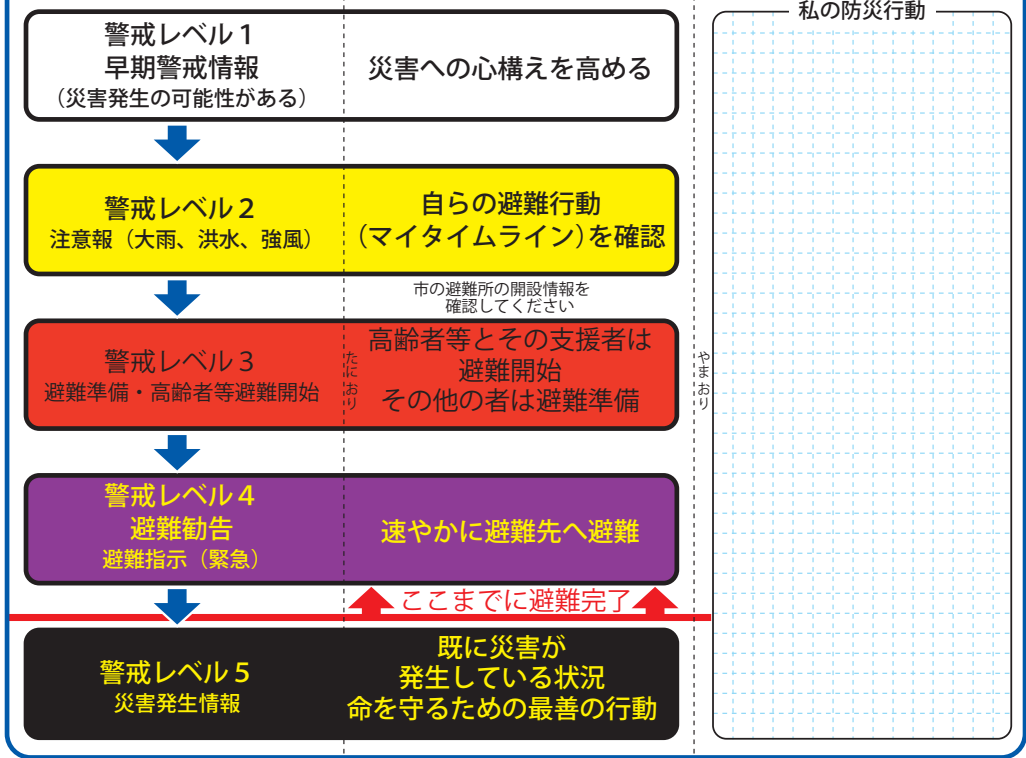 私の防災行動
警戒レベル１
早期警戒情報
（災害発生の可能性がある）
災害への心構えを高める
警戒レベル２
注意報（大雨、洪水、強風）
自らの避難行動
（マイタイムライン）を確認
市の避難所の開設情報を
確認してください
警戒レベル３
避難準備・高齢者等避難開始
たにおり
高齢者等とその支援者は
避難開始
その他の者は避難準備
やまおり
警戒レベル４
避難勧告
避難指示（緊急）
速やかに避難先へ避難
ここまでに避難完了
警戒レベル５
災害発生情報
既に災害が
発生している状況
命を守るための最善の行動